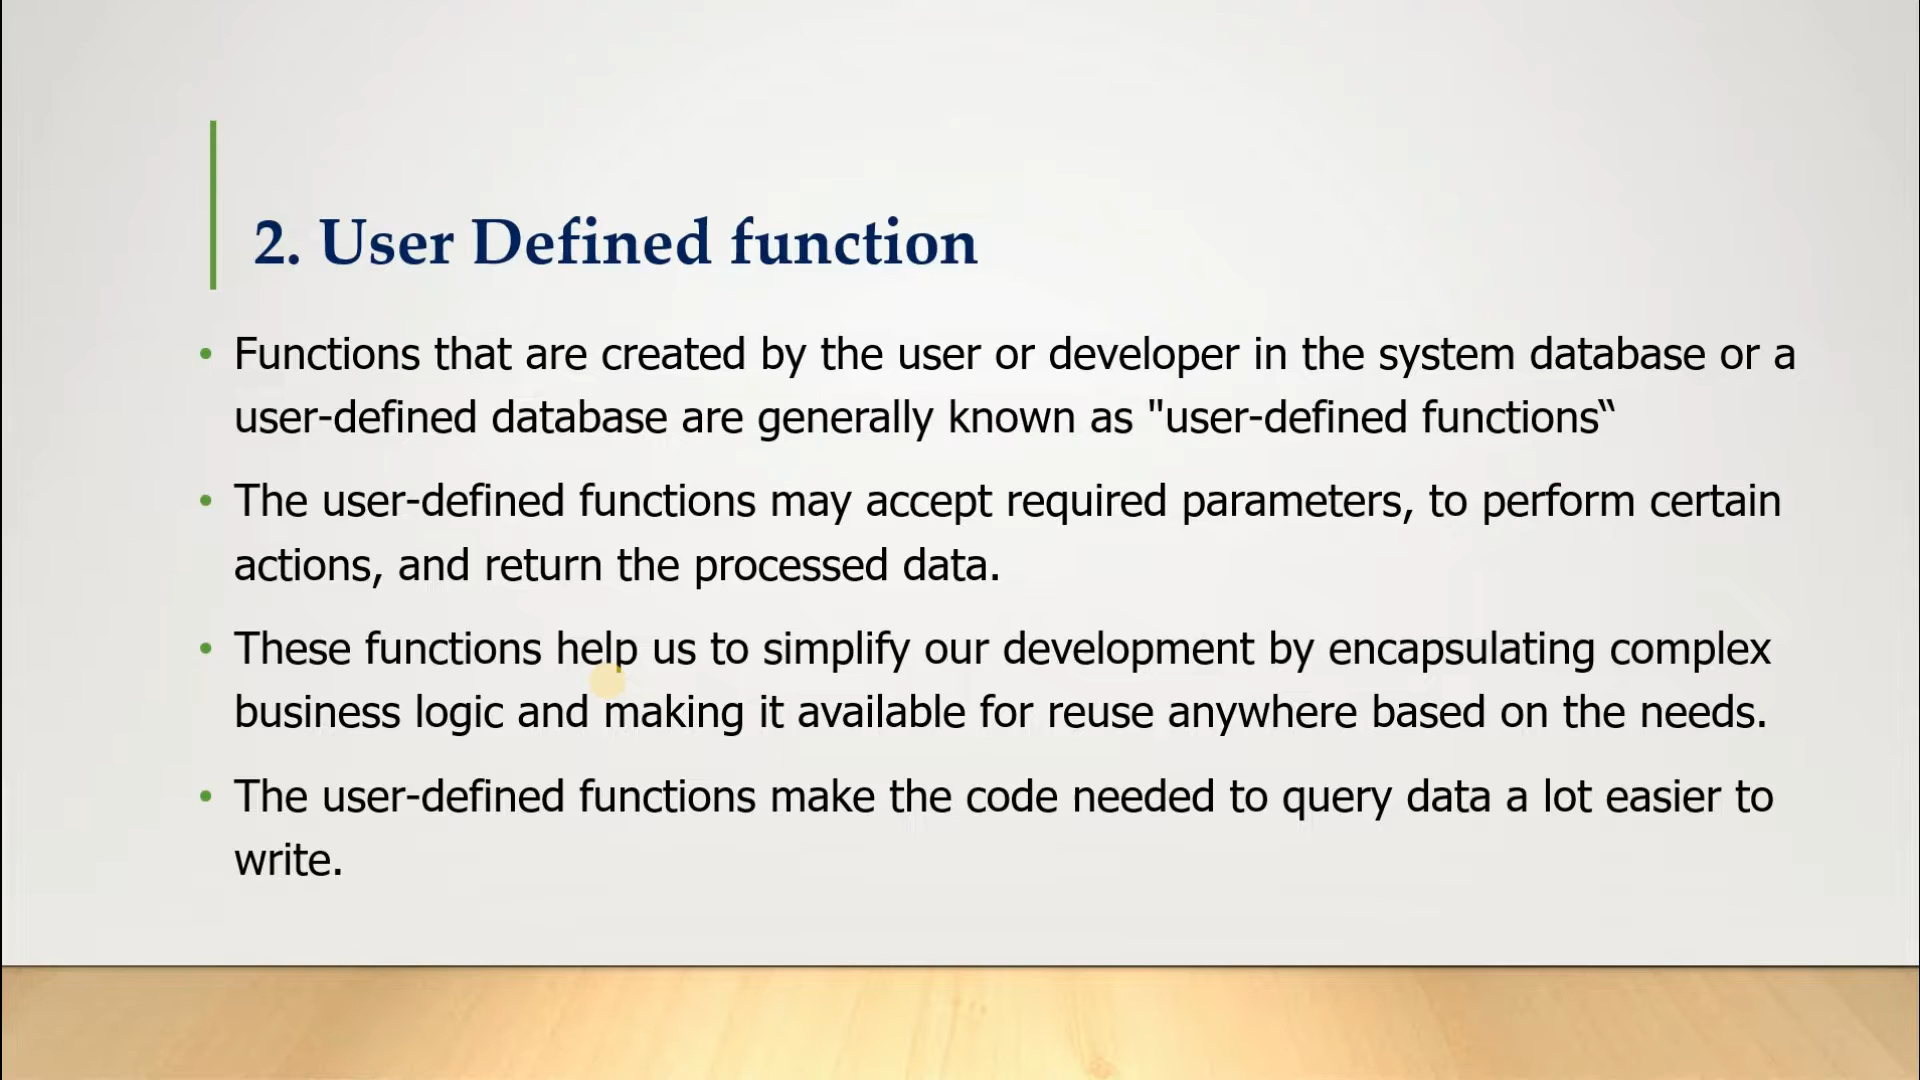 2. User Defined function
• Functions that are created by the user or developer in the system database or a
user-defined database are generally known as "user-defined functions“
• The user-defined functions may accept required parameters, to perform certain
actions, and return the processed data.
• These functions help us to simplify our development by encapsulating complex
business logic and making it available for reuse anywhere based on the needs.
• The user-defined functions make the code needed to query data a lot easier to
write.